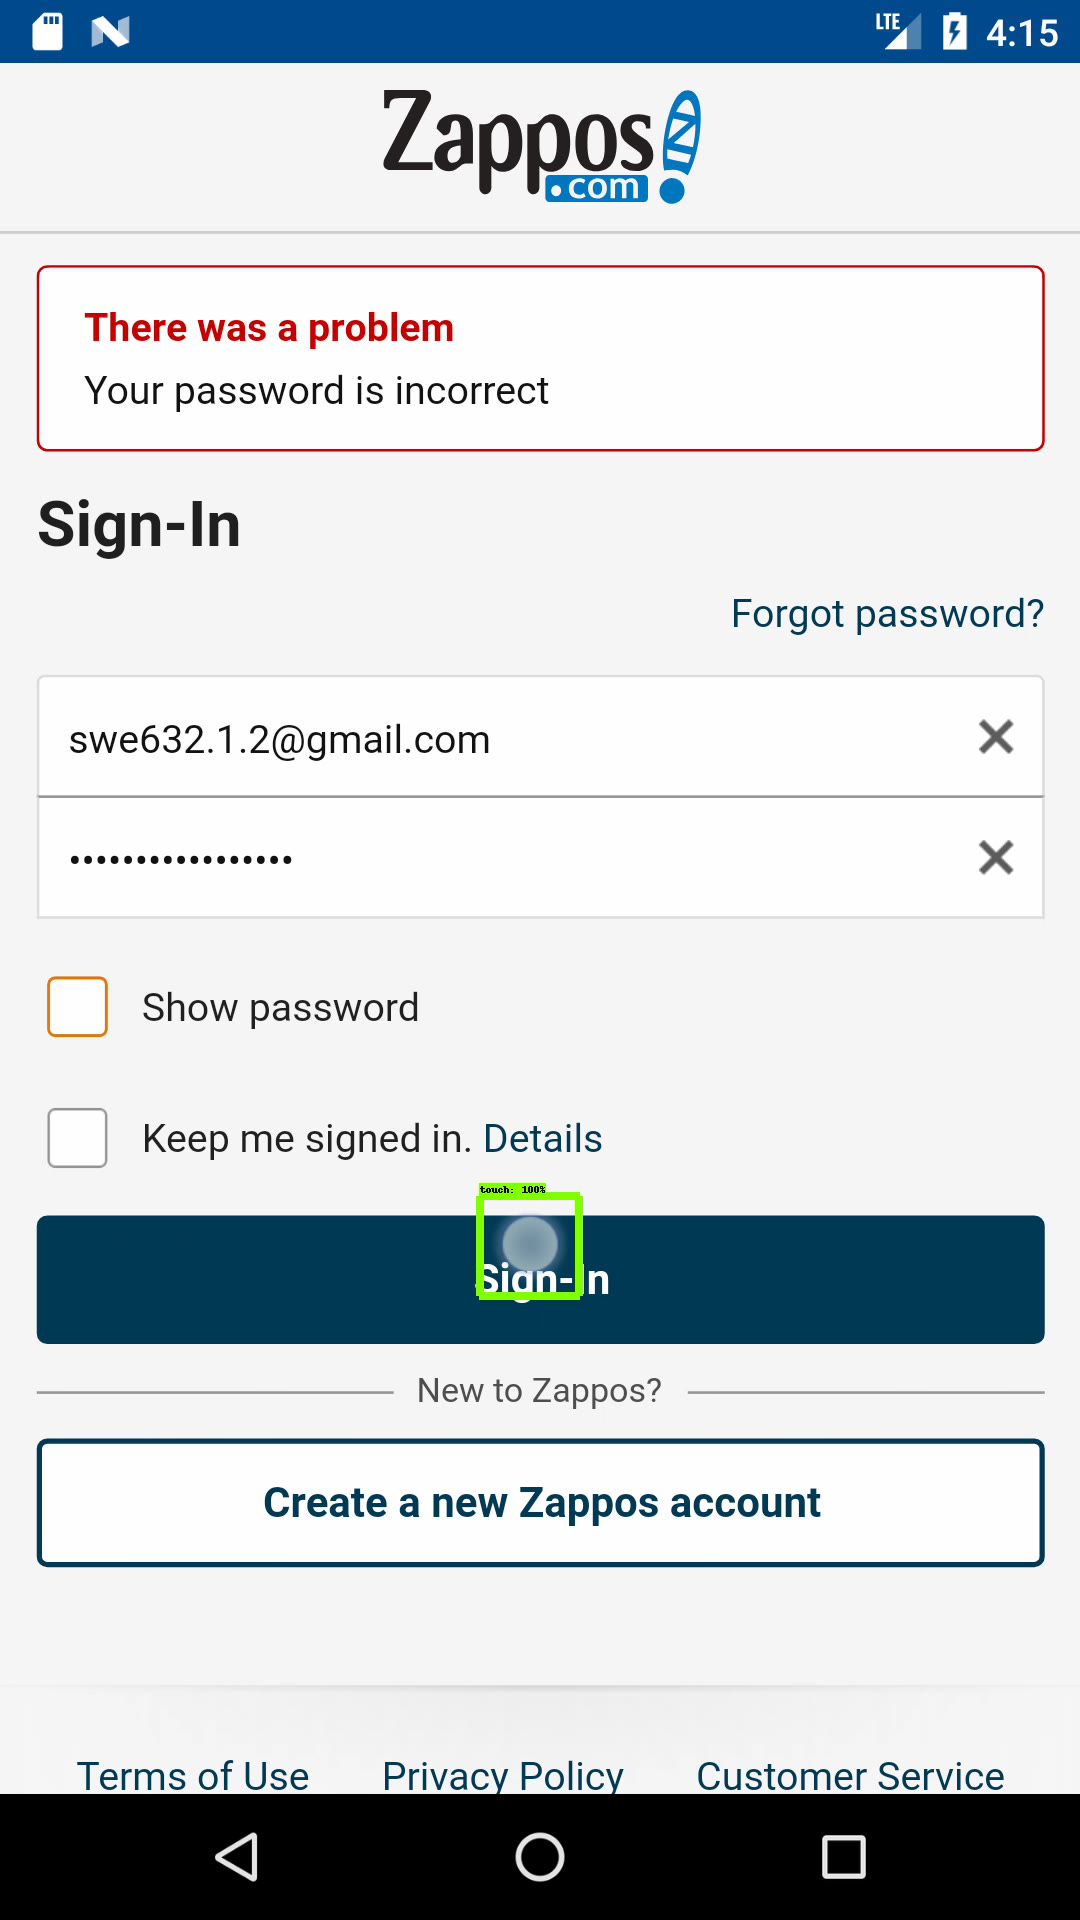 LTE 4:15
Zappos
.com
There was a problem
Your password is incorrect
Sign-In
Forgot password?
swe632.1.2@gmail.com
•••••••••••••••••
Show password
Keep me signed in. Details
touch: 100%
Sign-In
New to Zappos?
Create a new Zappos account
Terms of Use Privacy Policy Customer Service